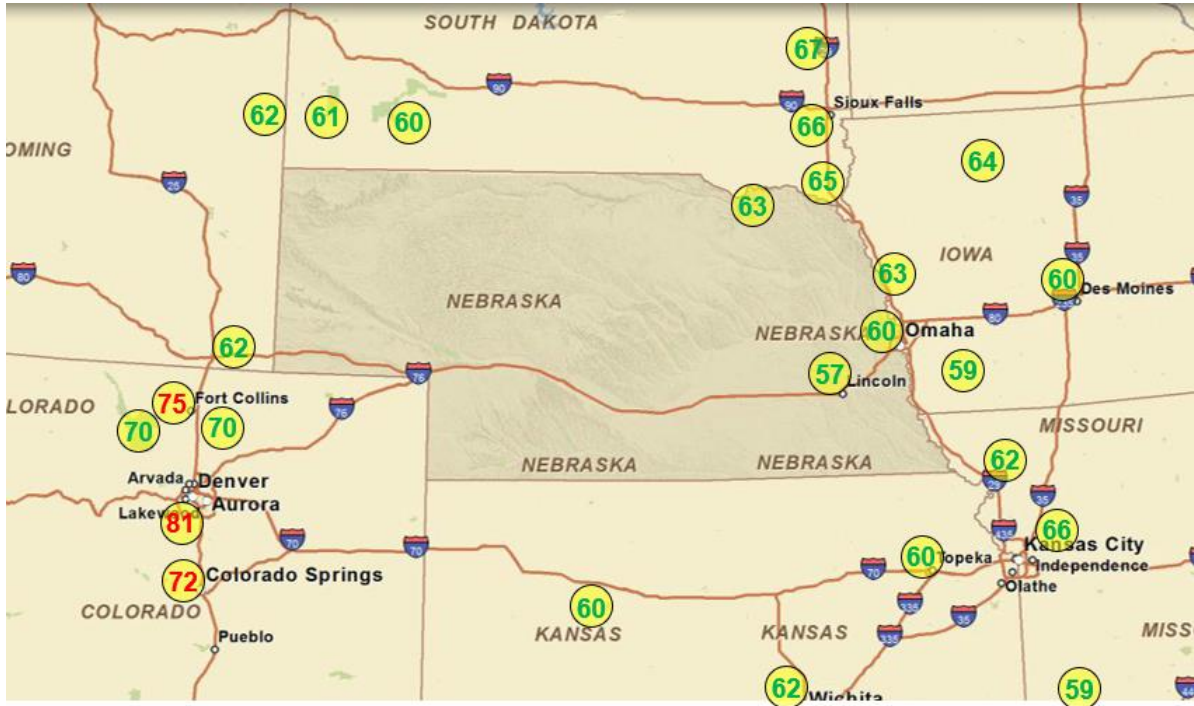 SOUTH DAKOTA
67
29
90
90
Sioux Falls
62
61
60
66
OMING
64
25
65
35
63
35
IOWA
80
63
60
Des Moines
235
NEBRASKA
80
NEBRASKA
60
Omaha
62
57
59
76
Lincoln
75
Fort Collins
LORADO
76
70
70
MISSOURI
NEBRASKA
NEBRASKA
62
29
Arvada
Denver
35
Aurora
Lakewood
81
66
435
70
70
Kansas City
60
Topeka
Independence
70
72
Colorado Springs
Olathe
COLORADO
60
335
35
KANSAS
KANSAS
335
MISS
Pueblo
62
Wichita
59
44